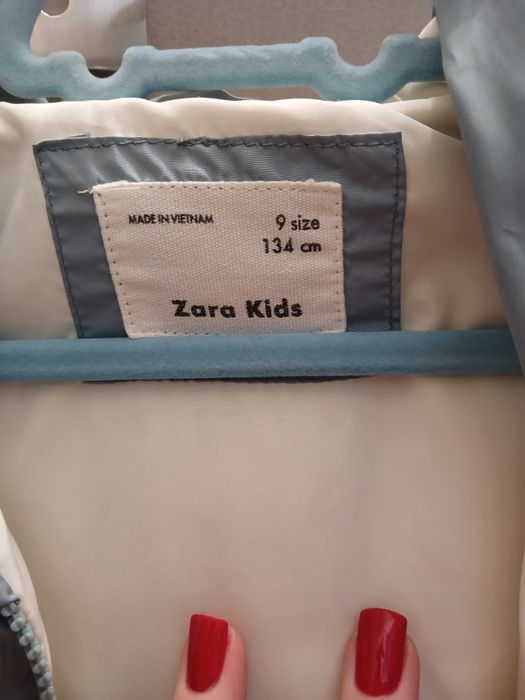 MADE IN VIETNAM
9 size
134 cm
Zara Kids